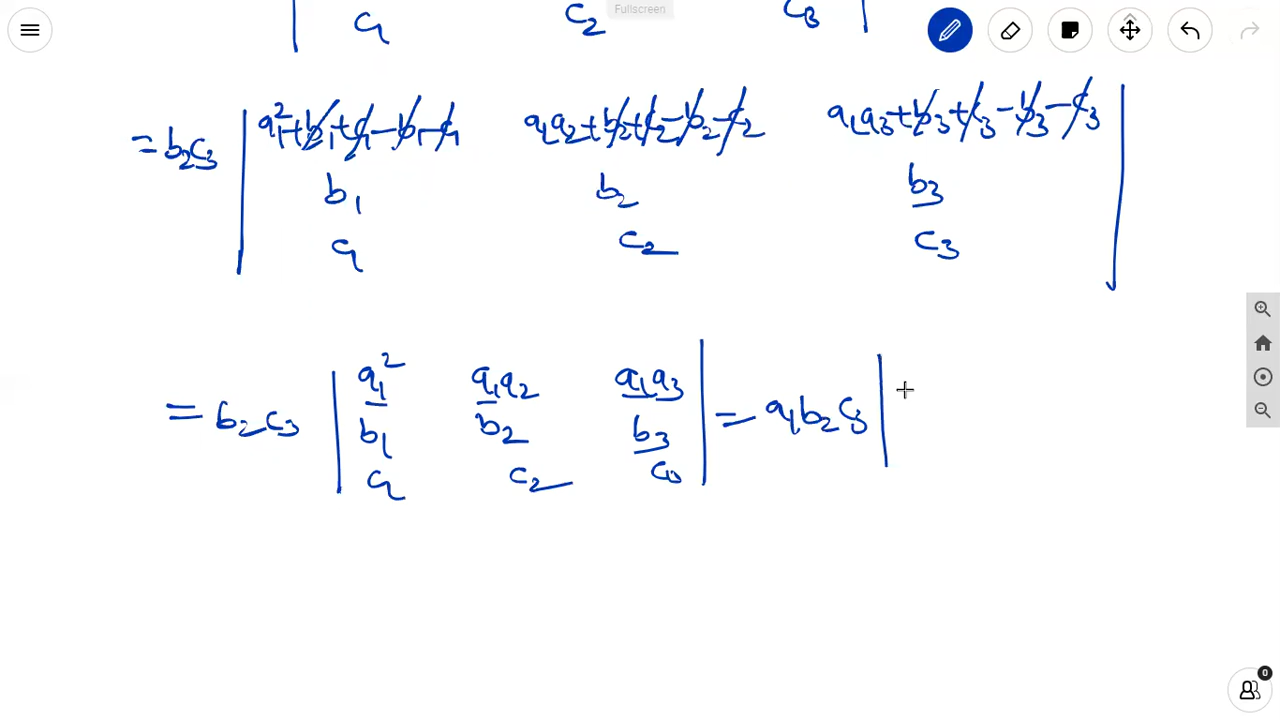 Fullscreen
c₁ c₂ c₃
= b₂c₃ | a₁²+b₁+c₁-b₁-c₁ a₁a₂+b₂+c₂-b₂-c₂ a₁a₃+b₃+c₃-b₃-c₃ |
b₁ b₂ b₃
c₁ c₂ c₃
= b₂c₃ | a₁² a₁a₂ a₁a₃ | = a₁b₂c₃ |
b₁ b₂ b₃
c₁ c₂ c₃
0